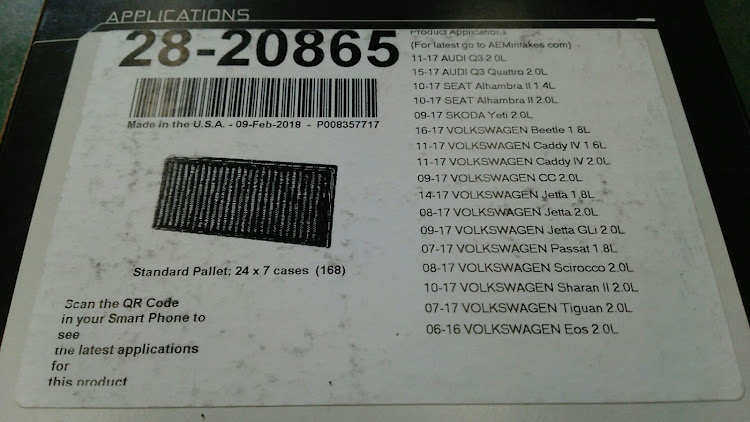 APPLICATIONS
28-20865
Made in the U.S.A. - 09-Feb-2018 - P008357717
Standard Pallet: 24 x 7 cases (168)
Scan the QR Code
in your Smart Phone to
see
the latest applications
for
this product
Product Applications
(For latest go to AEMintakes.com)
11-17 AUDI Q3 2.0L
15-17 AUDI Q3 Quattro 2.0L
10-17 SEAT Alhambra II 1.4L
10-17 SEAT Alhambra II 2.0L
09-17 SKODA Yeti 2.0L
16-17 VOLKSWAGEN Beetle 1.8L
11-17 VOLKSWAGEN Caddy IV 1.6L
11-17 VOLKSWAGEN Caddy IV 2.0L
09-17 VOLKSWAGEN CC 2.0L
14-17 VOLKSWAGEN Jetta 1.8L
08-17 VOLKSWAGEN Jetta 2.0L
09-17 VOLKSWAGEN Jetta GLi 2.0L
07-17 VOLKSWAGEN Passat 1.8L
08-17 VOLKSWAGEN Scirocco 2.0L
10-17 VOLKSWAGEN Sharan II 2.0L
07-17 VOLKSWAGEN Tiguan 2.0L
06-16 VOLKSWAGEN Eos 2.0L